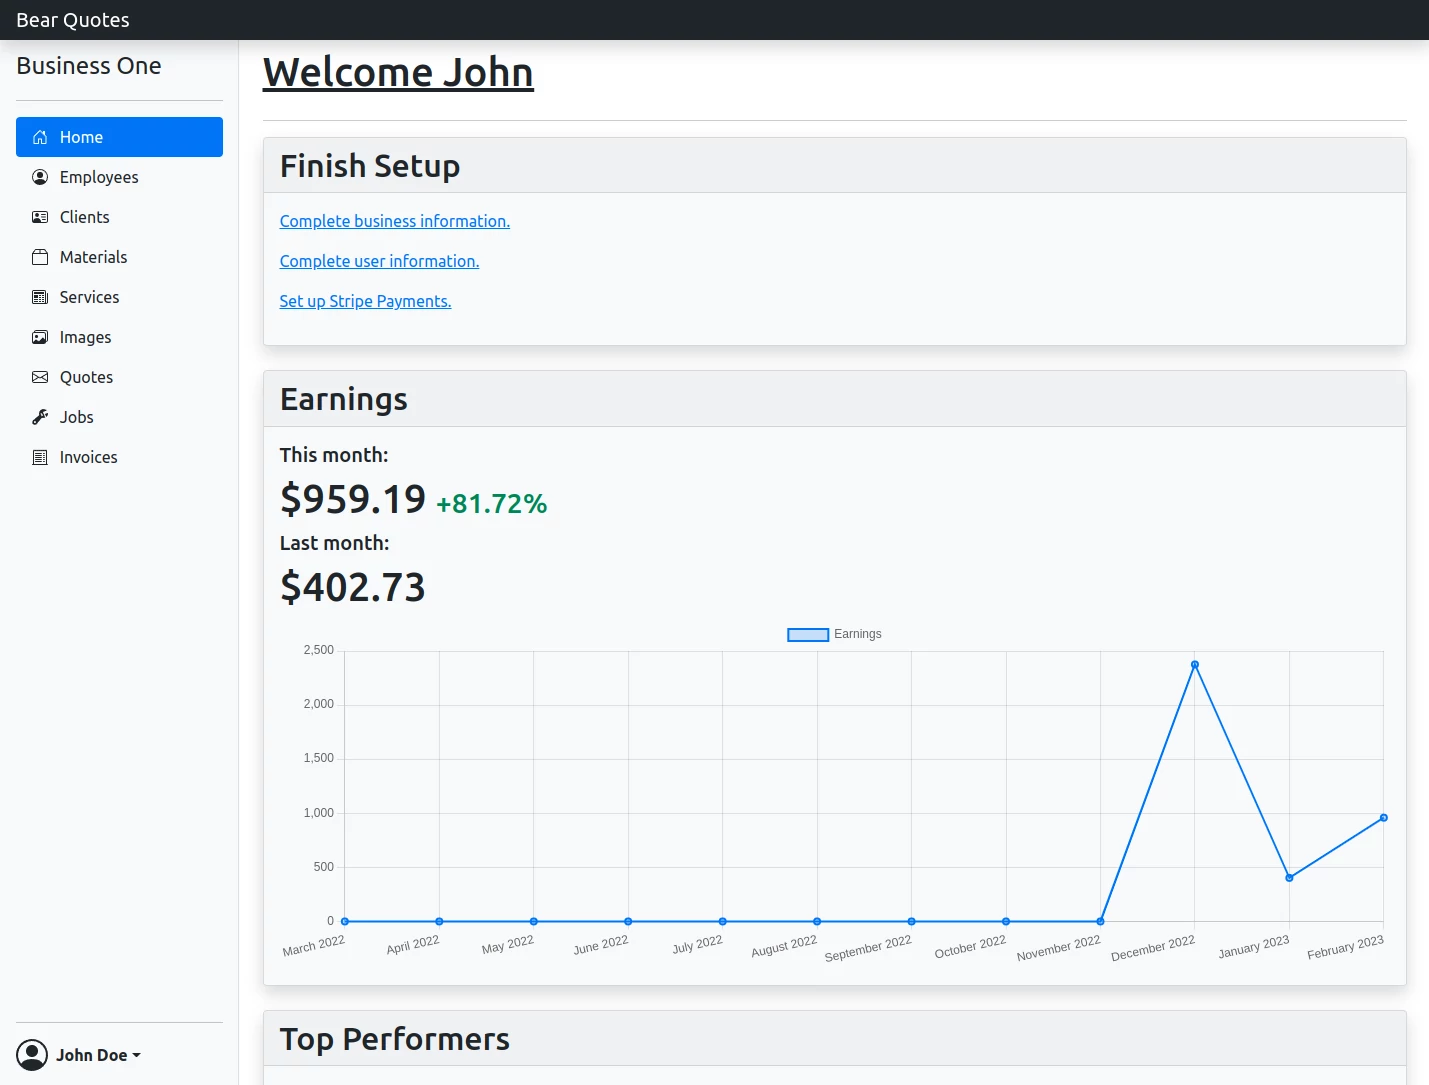 Bear Quotes
Business One
Home
Employees
Clients
Materials
Services
Images
Quotes
Jobs
Invoices
John Doe
Welcome John
Finish Setup
Complete business information.
Complete user information.
Set up Stripe Payments.
Earnings
This month:
$959.19 +81.72%
Last month:
$402.73
Earnings
2,500
2,000
1,500
1,000
500
0
March 2022 April 2022 May 2022 June 2022 July 2022 August 2022 September 2022 October 2022 November 2022 December 2022 January 2023 February 2023
Top Performers